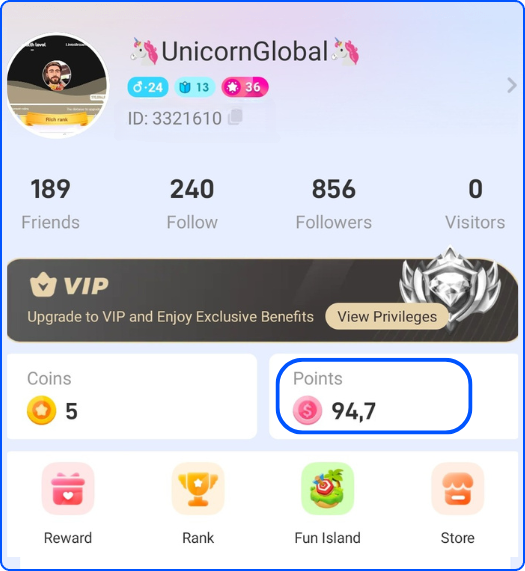 🦄UnicornGlobal🦄
♂·24 13 36
ID: 3321610
189 240 856 0
Friends Follow Followers Visitors
VIP
Upgrade to VIP and Enjoy Exclusive Benefits View Privileges
Coins Points
5 94,7
Reward Rank Fun Island Store